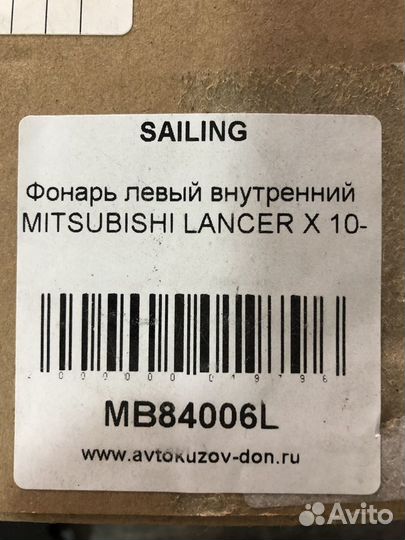 SAILING
Фонарь левый внутренний
MITSUBISHI LANCER X 10-
MB84006L
www.avtokuzov-don.ru
Avito